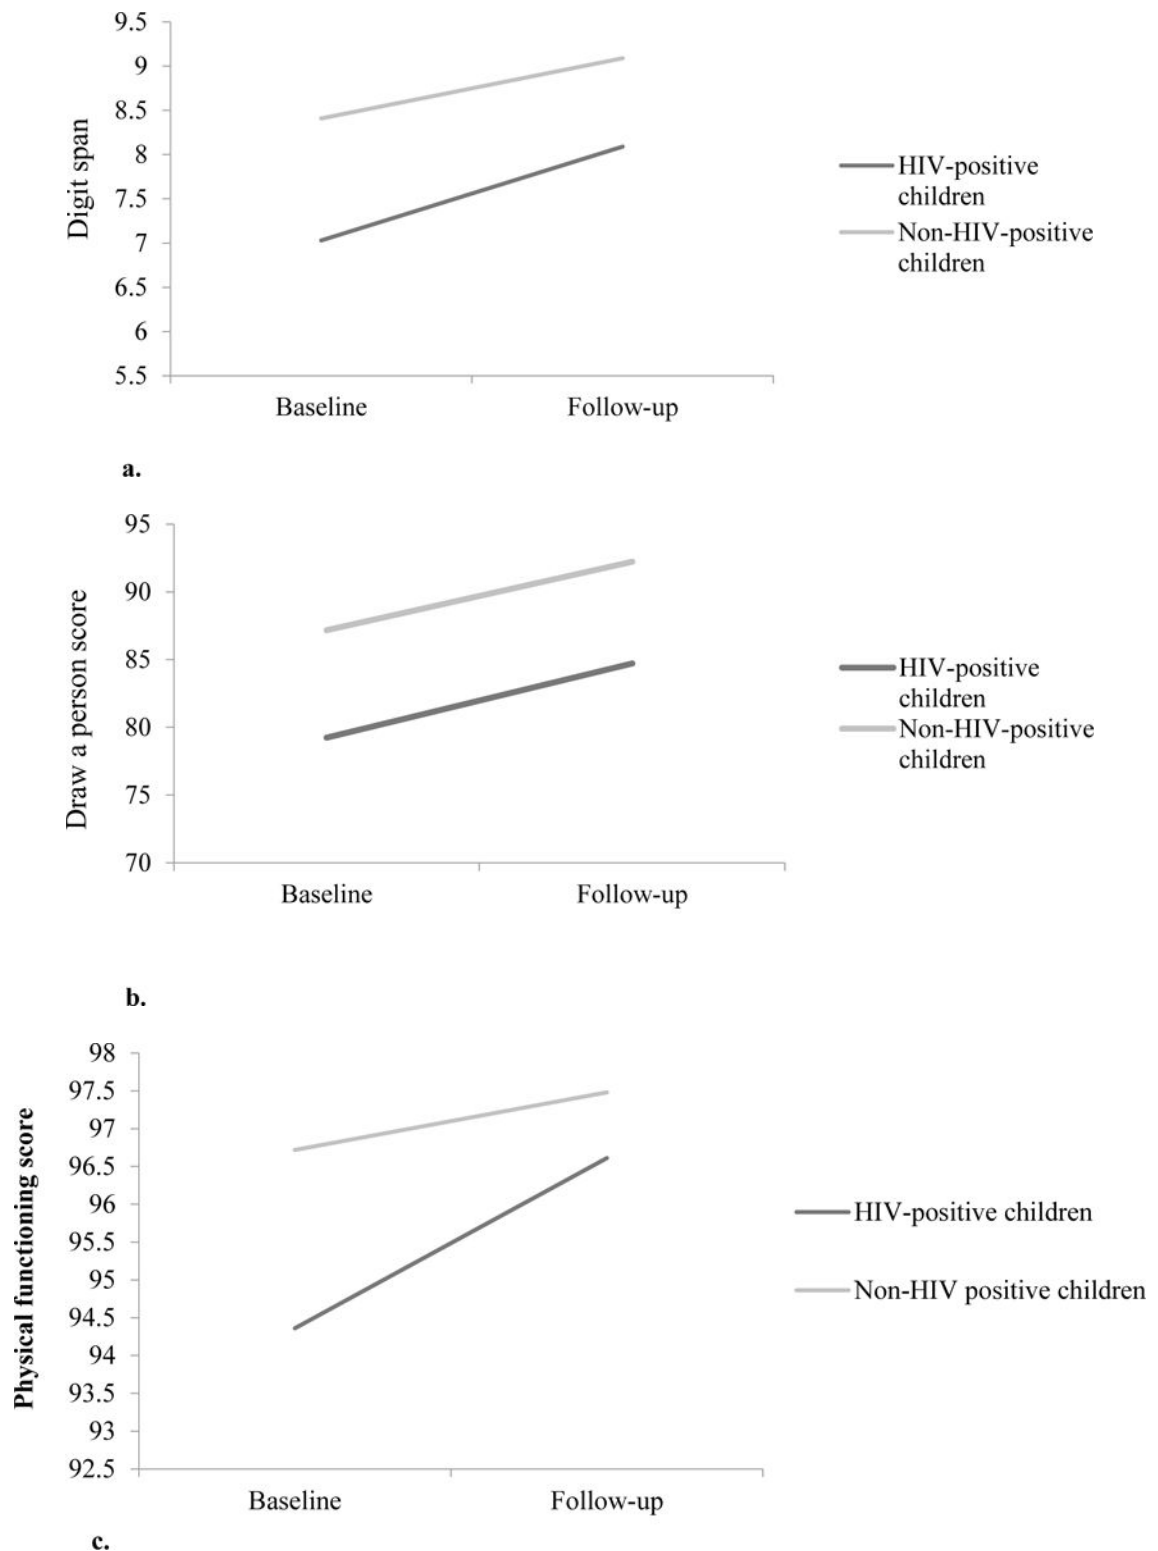 9.5
9
8.5
8
7.5
7
6.5
6
5.5
Digit span
Baseline
Follow-up
HIV-positive
children
Non-HIV-positive
children
a.
95
90
85
80
75
70
Draw a person score
Baseline
Follow-up
HIV-positive
children
Non-HIV-positive
children
b.
98
97.5
97
96.5
96
95.5
95
94.5
94
93.5
93
92.5
Physical functioning score
Baseline
Follow-up
HIV-positive children
Non-HIV positive children
c.